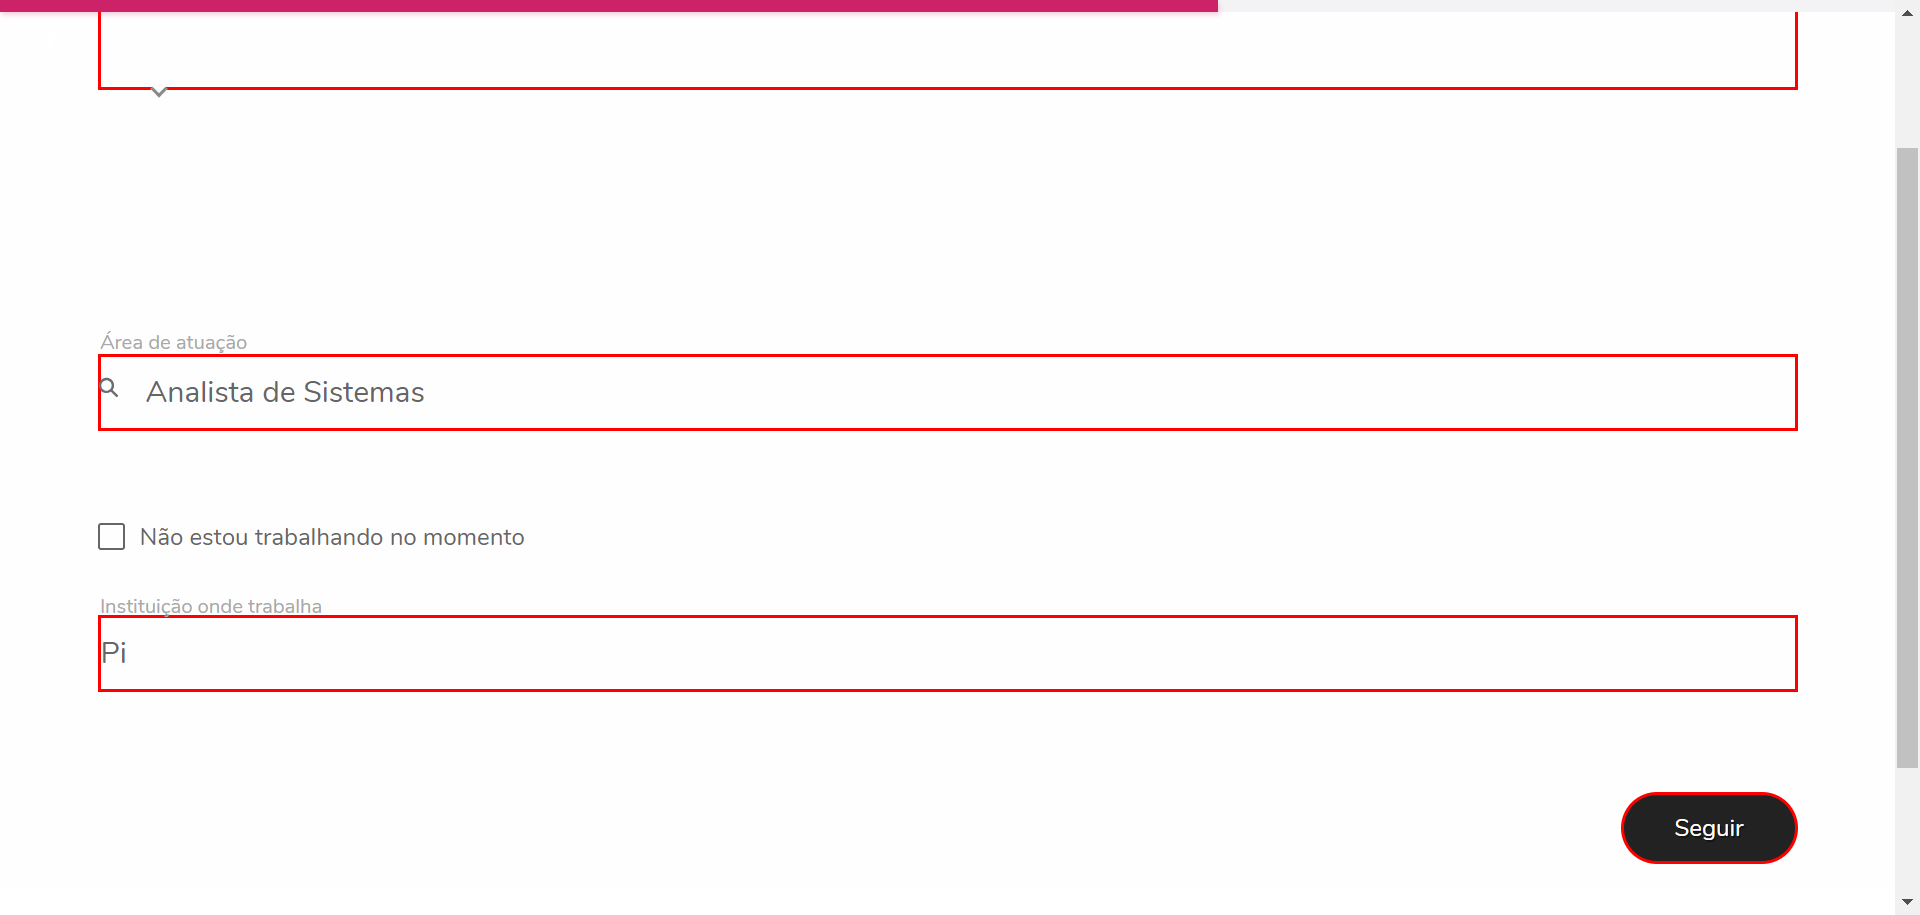 Área de atuação
Analista de Sistemas
Não estou trabalhando no momento
Instituição onde trabalha
Pi
Seguir